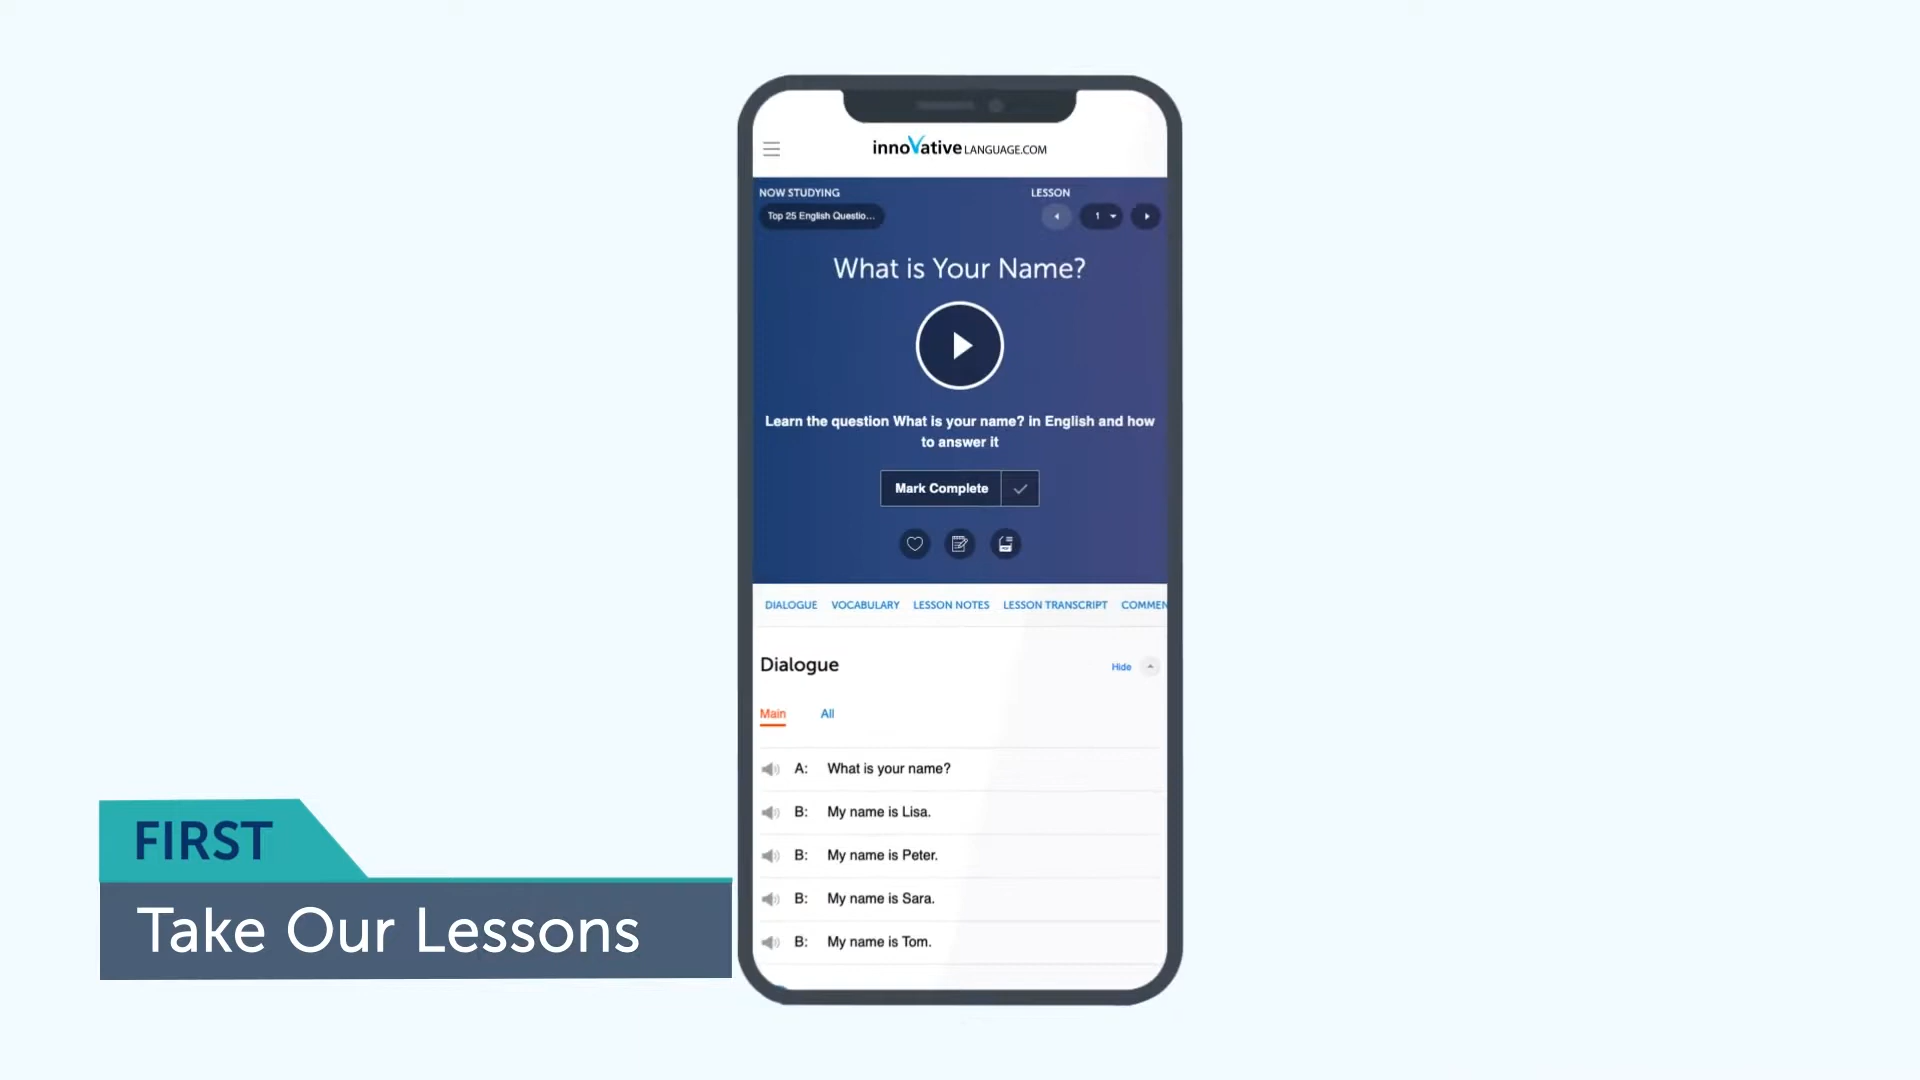 innoVative LANGUAGE.COM
NOW STUDYING
LESSON
Top 25 English Questio...
1
What is Your Name?
Learn the question What is your name? in English and how
to answer it
Mark Complete
DIALOGUE VOCABULARY LESSON NOTES LESSON TRANSCRIPT COMMEN
Dialogue
Hide
Main All
A: What is your name?
B: My name is Lisa.
B: My name is Peter.
B: My name is Sara.
B: My name is Tom.
FIRST
Take Our Lessons